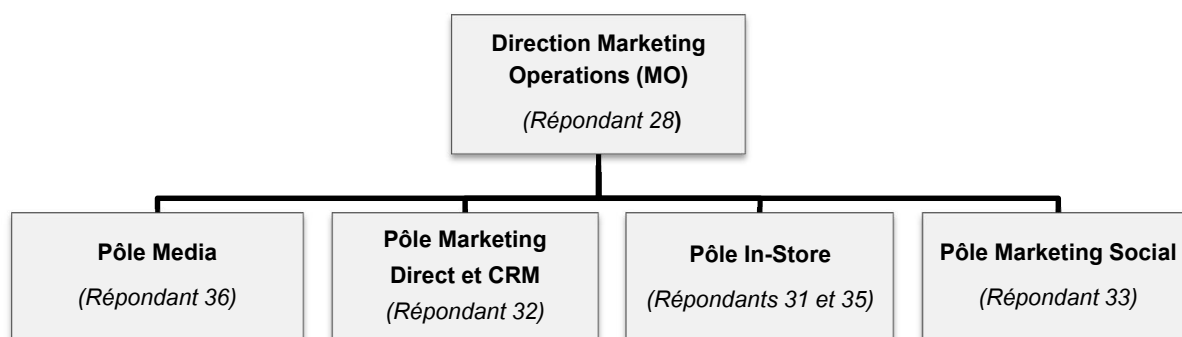 Direction Marketing
Operations (MO)
(Répondant 28)
Pôle Media
(Répondant 36)
Pôle Marketing
Direct et CRM
(Répondant 32)
Pôle In-Store
(Répondants 31 et 35)
Pôle Marketing Social
(Répondant 33)